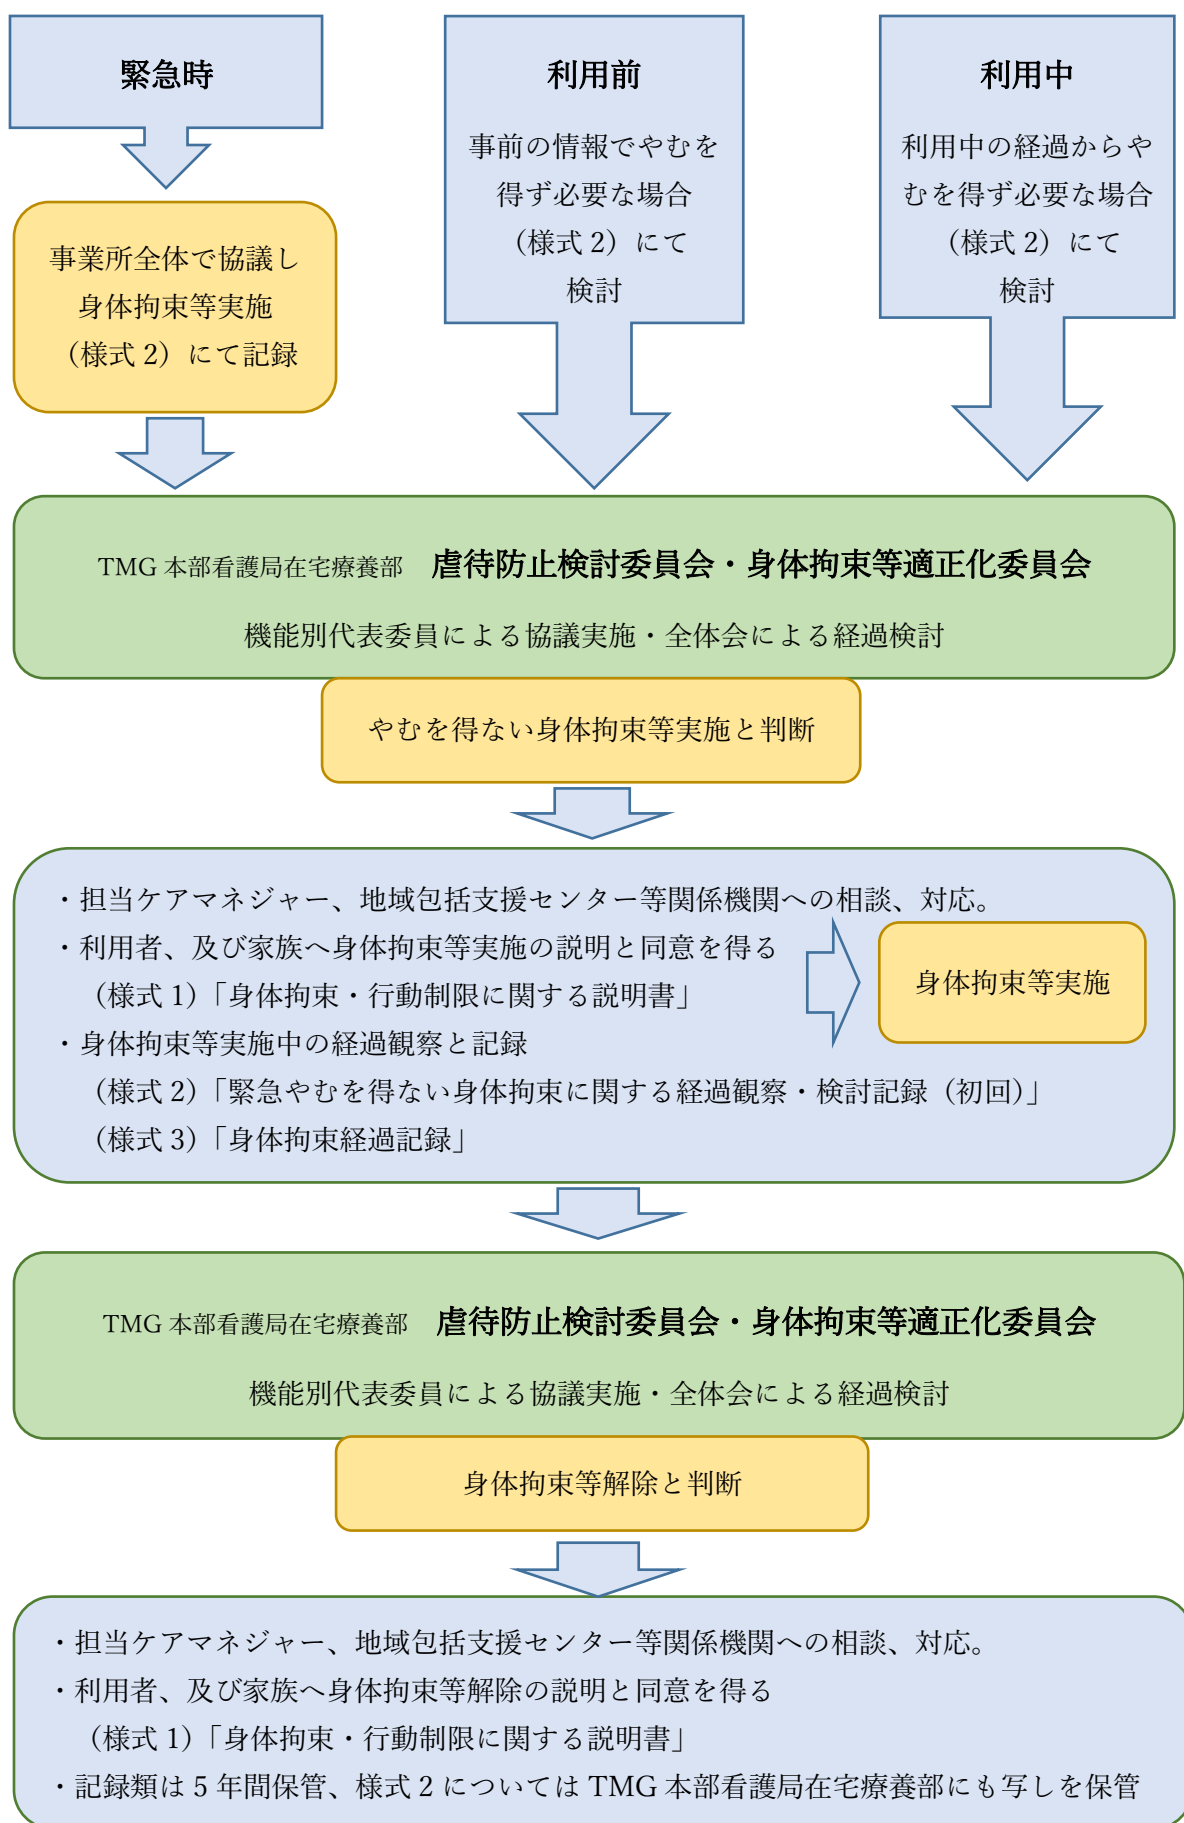 緊急時
事業所全体で協議し
身体拘束等実施
（様式 2）にて記録
利用前
事前の情報でやむを
得ず必要な場合
（様式 2）にて
検討
利用中
利用中の経過からや
むを得ず必要な場合
（様式 2）にて
検討
TMG 本部看護局在宅療養部　虐待防止検討委員会・身体拘束等適正化委員会
機能別代表委員による協議実施・全体会による経過検討
やむを得ない身体拘束等実施と判断
・担当ケアマネジャー、地域包括支援センター等関係機関への相談、対応。
・利用者、及び家族へ身体拘束等実施の説明と同意を得る
（様式 1）「身体拘束・行動制限に関する説明書」
・身体拘束等実施中の経過観察と記録
（様式 2）「緊急やむを得ない身体拘束に関する経過観察・検討記録（初回）」
（様式 3）「身体拘束経過記録」
身体拘束等実施
TMG 本部看護局在宅療養部　虐待防止検討委員会・身体拘束等適正化委員会
機能別代表委員による協議実施・全体会による経過検討
身体拘束等解除と判断
・担当ケアマネジャー、地域包括支援センター等関係機関への相談、対応。
・利用者、及び家族へ身体拘束等解除の説明と同意を得る
（様式 1）「身体拘束・行動制限に関する説明書」
・記録類は 5 年間保管、様式 2 については TMG 本部看護局在宅療養部にも写しを保管